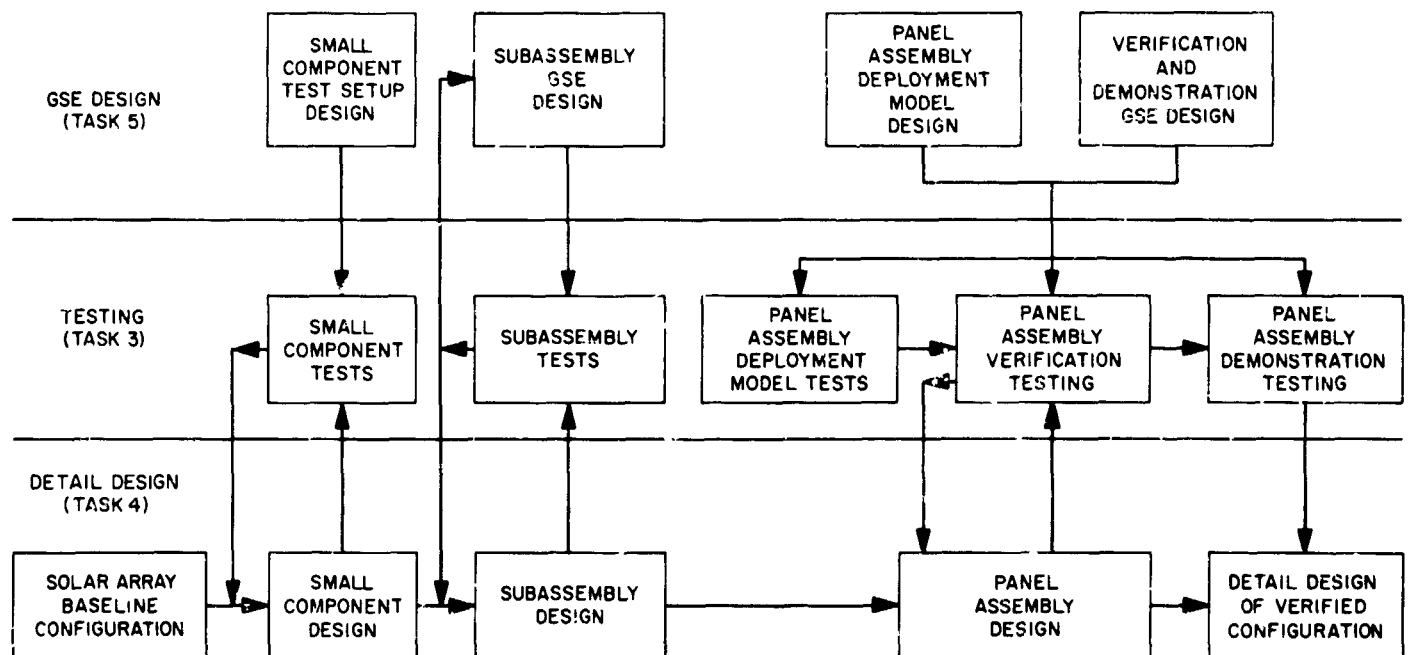 GSE DESIGN
(TASK 5)
SMALL
COMPONENT
TEST SETUP
DESIGN
SUBASSEMBLY
GSE
DESIGN
PANEL
ASSEMBLY
DEPLOYMENT
MODEL
DESIGN
VERIFICATION
AND
DEMONSTRATION
GSE DESIGN
TESTING
(TASK 3)
SMALL
COMPONENT
TESTS
SUBASSEMBLY
TESTS
PANEL
ASSEMBLY
DEPLOYMENT
MODEL TESTS
PANEL
ASSEMBLY
VERIFICATION
TESTING
PANEL
ASSEMBLY
DEMONSTRATION
TESTING
DETAIL DESIGN
(TASK 4)
SOLAR ARRAY
BASELINE
CONFIGURATION
SMALL
COMPONENT
DESIGN
SUBASSEMBLY
DESIGN
PANEL
ASSEMBLY
DESIGN
DETAIL DESIGN
OF VERIFIED
CONFIGURATION